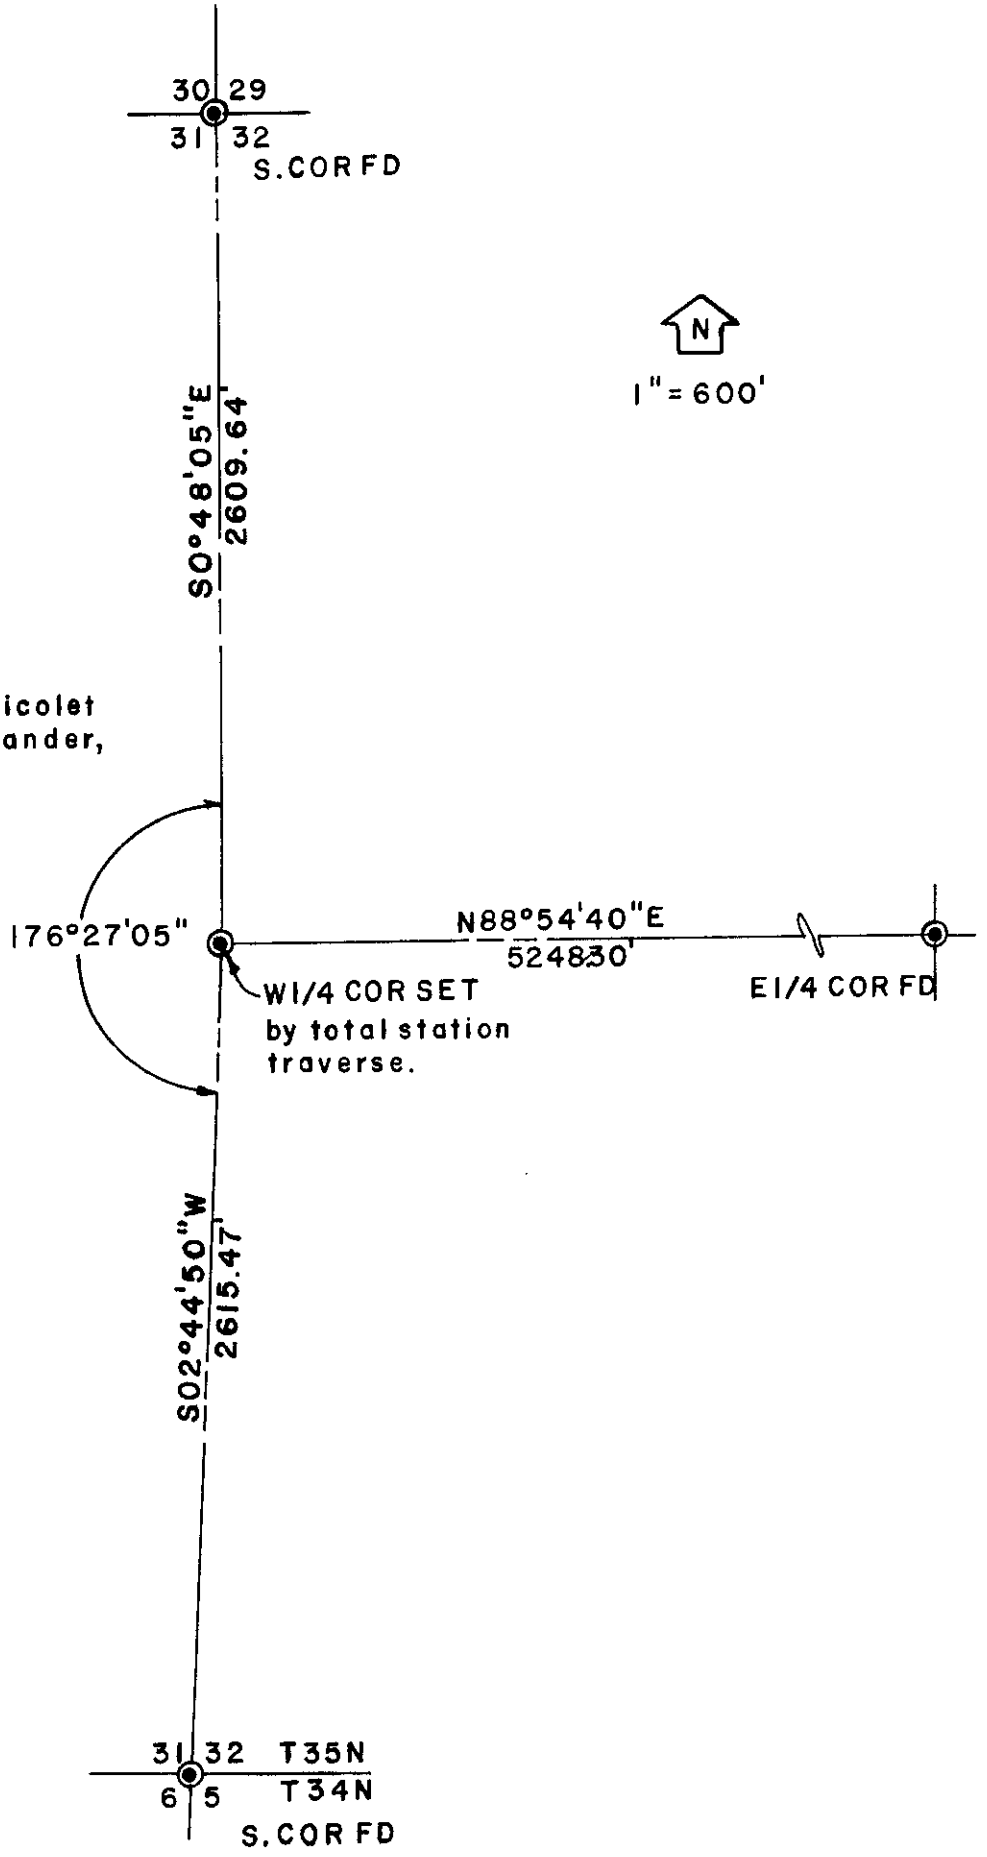 30 29
31 32
S.COR FD
N
1"=600'
S0°48'05"E
2609.64'
icolet
ander,
176°27'05"
N88°54'40"E
5248.30'
W1/4 COR SET
by total station
traverse.
E1/4 COR FD
S02°44'50"W
2615.47'
31 32 T35N
6 5 T34N
S.COR FD